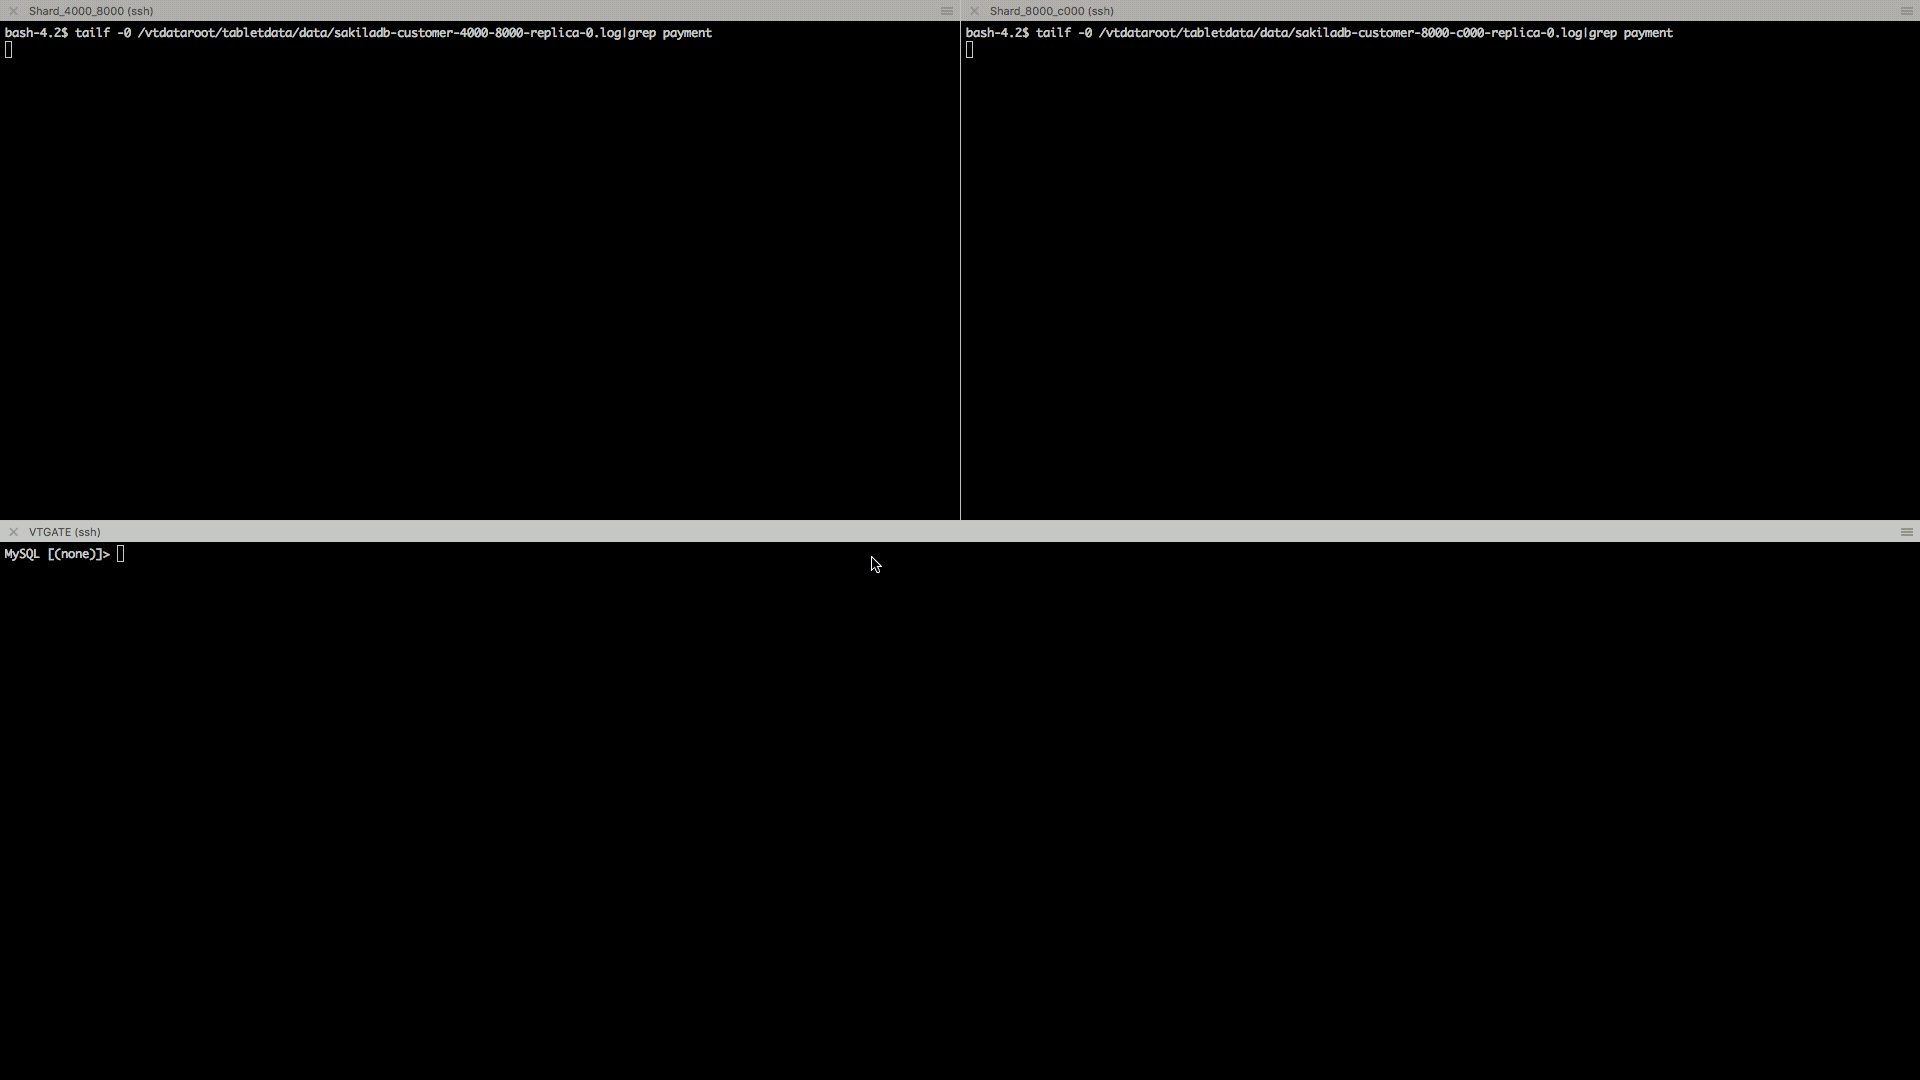 Shard_4000_8000 (ssh)
bash-4.2$ tailf -0 /vtdataroot/tabletdata/data/sakiladb-customer-4000-8000-replica-0.log|grep payment
Shard_8000_c000 (ssh)
bash-4.2$ tailf -0 /vtdataroot/tabletdata/data/sakiladb-customer-8000-c000-replica-0.log|grep payment
VTGATE (ssh)
MySQL [(none)]>